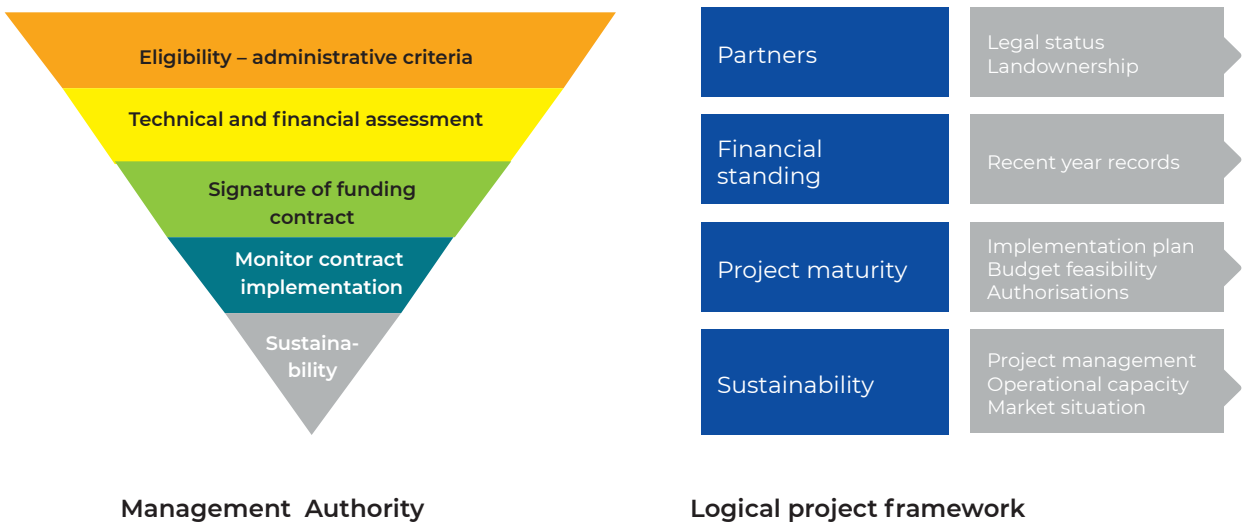 Eligibility – administrative criteria
Technical and financial assessment
Signature of funding
contract
Monitor contract
implementation
Sustaina-
bility
Management Authority
Partners
Legal status
Landownership
Financial
standing
Recent year records
Project maturity
Implementation plan
Budget feasibility
Authorisations
Sustainability
Project management
Operational capacity
Market situation
Logical project framework